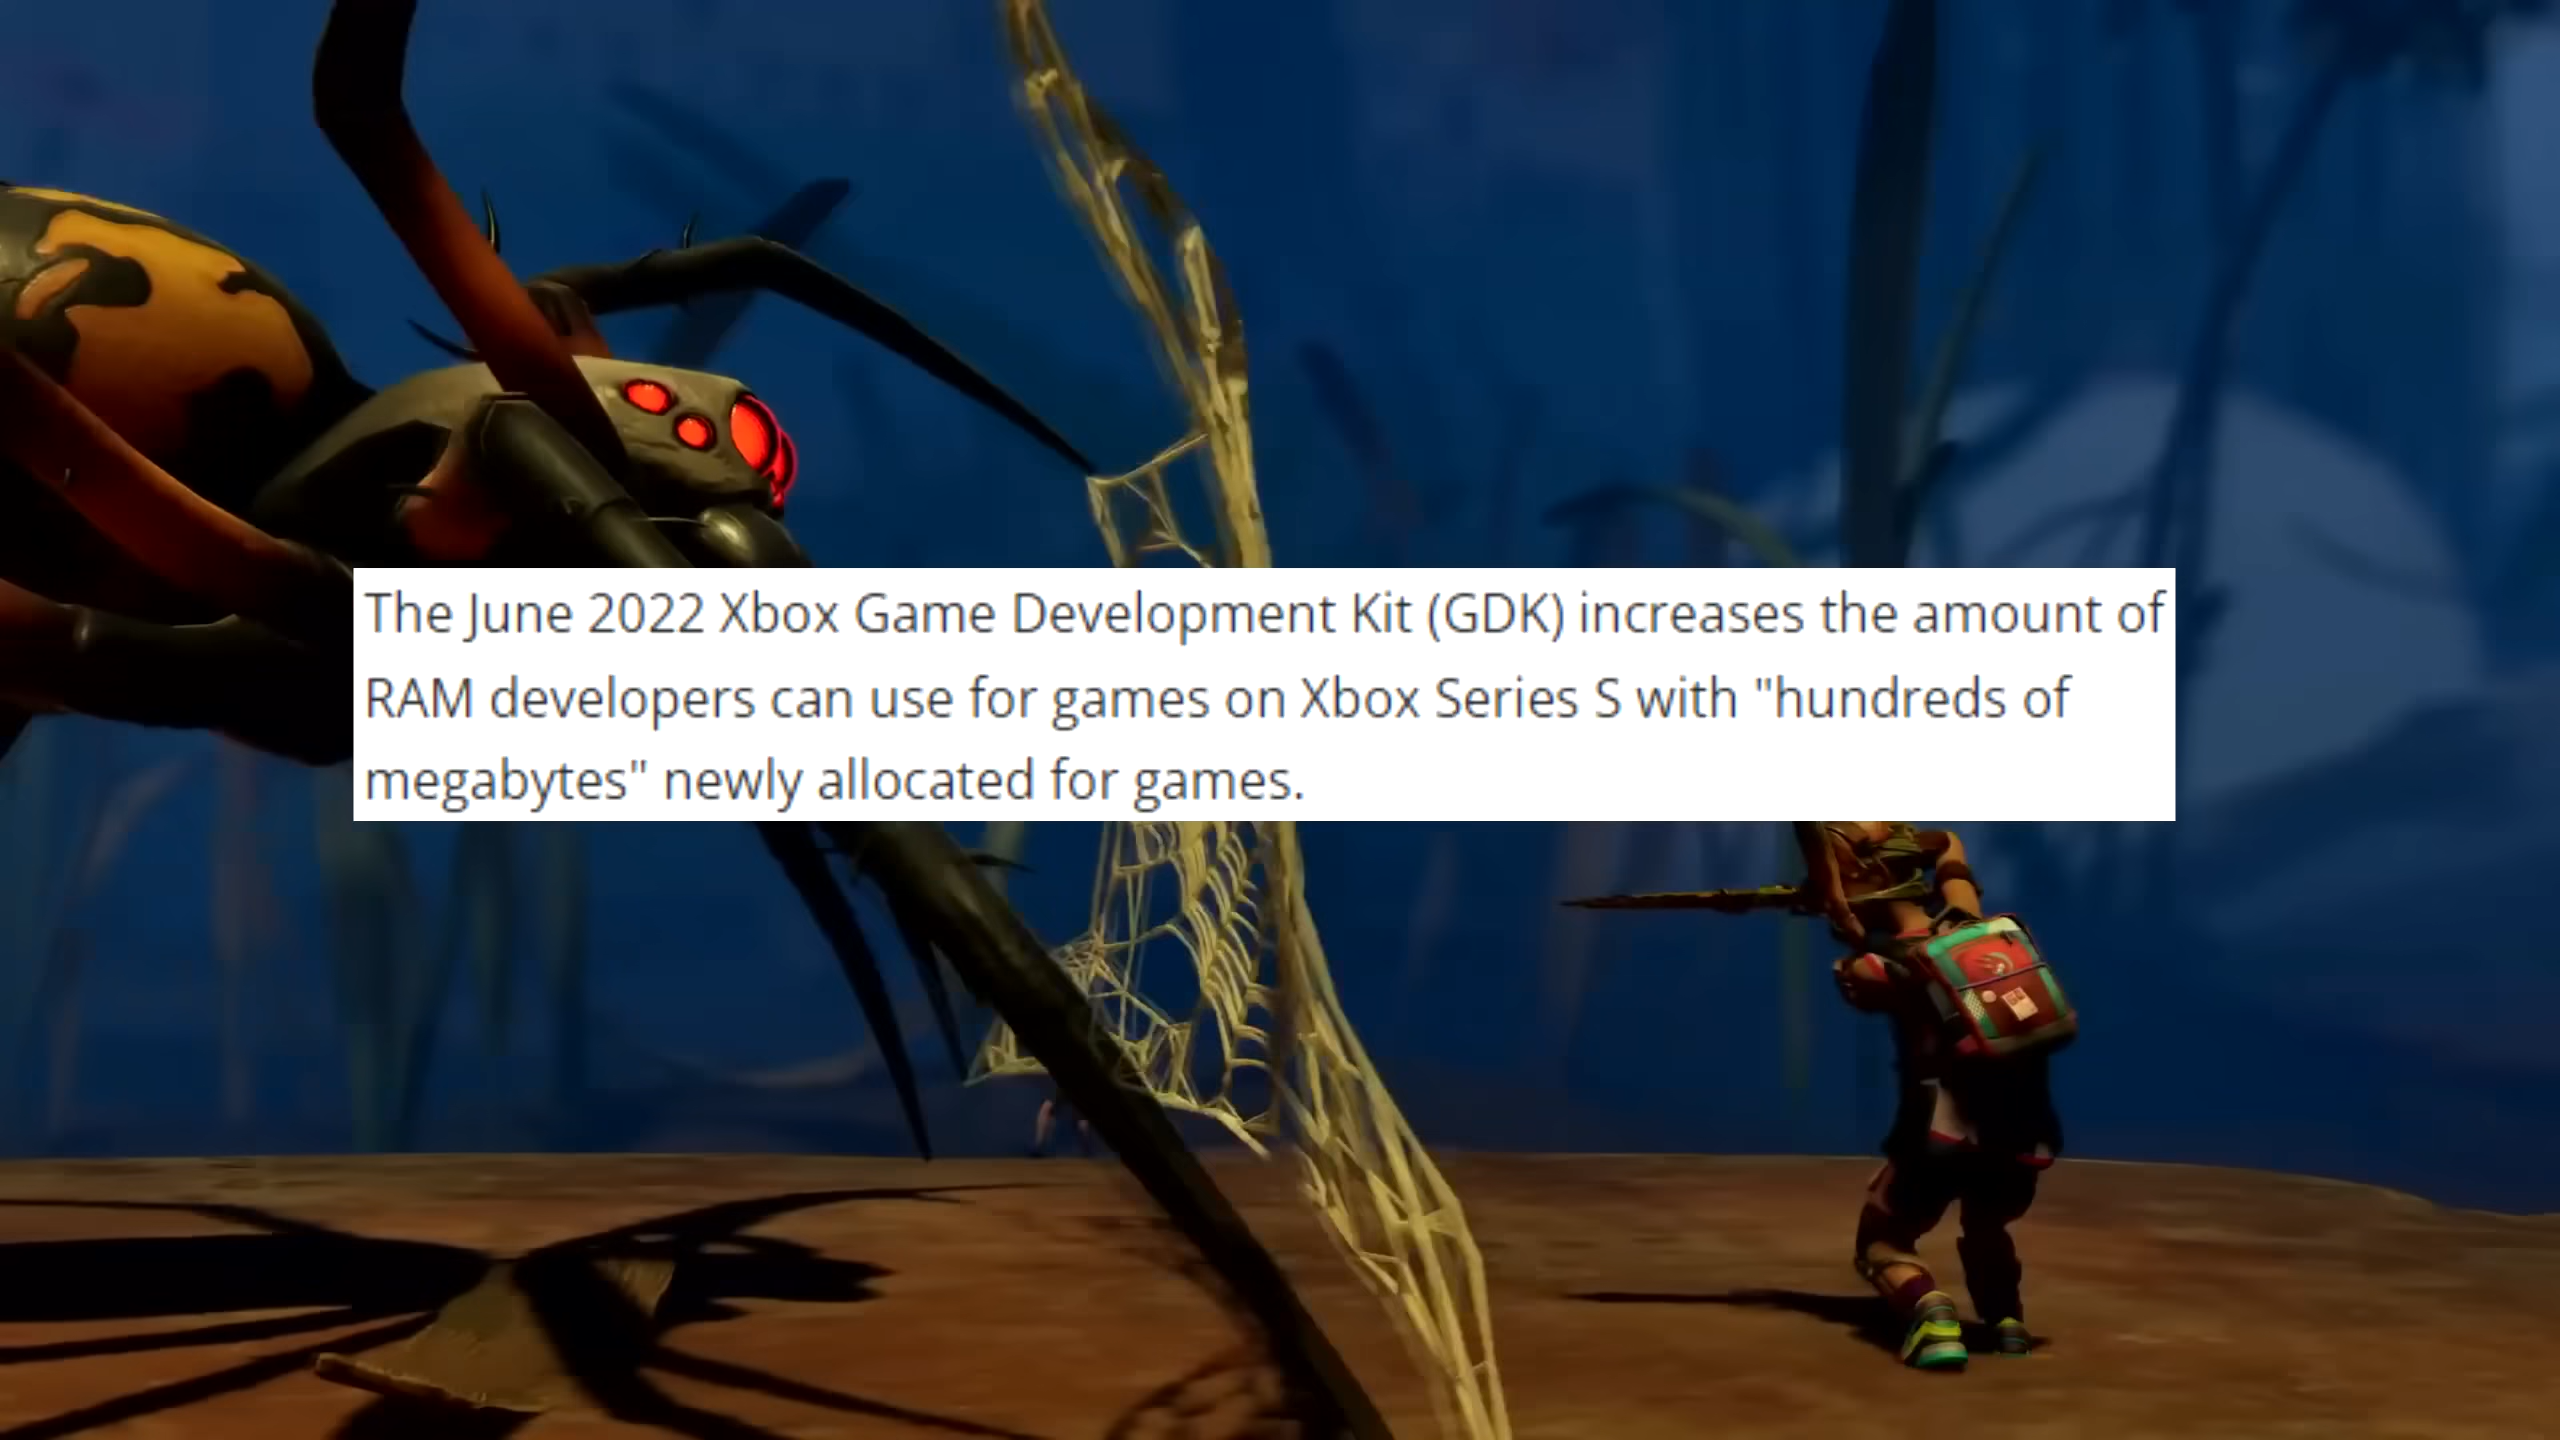 The June 2022 Xbox Game Development Kit (GDK) increases the amount of
RAM developers can use for games on Xbox Series S with "hundreds of
megabytes" newly allocated for games.